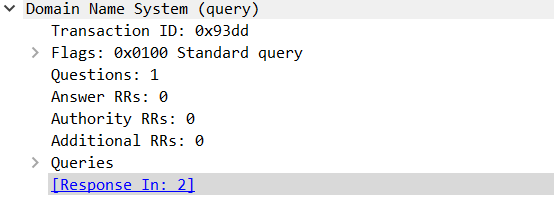 Domain Name System (query)
Transaction ID: 0x93dd
Flags: 0x0100 Standard query
Questions: 1
Answer RRs: 0
Authority RRs: 0
Additional RRs: 0
Queries
[Response In: 2]